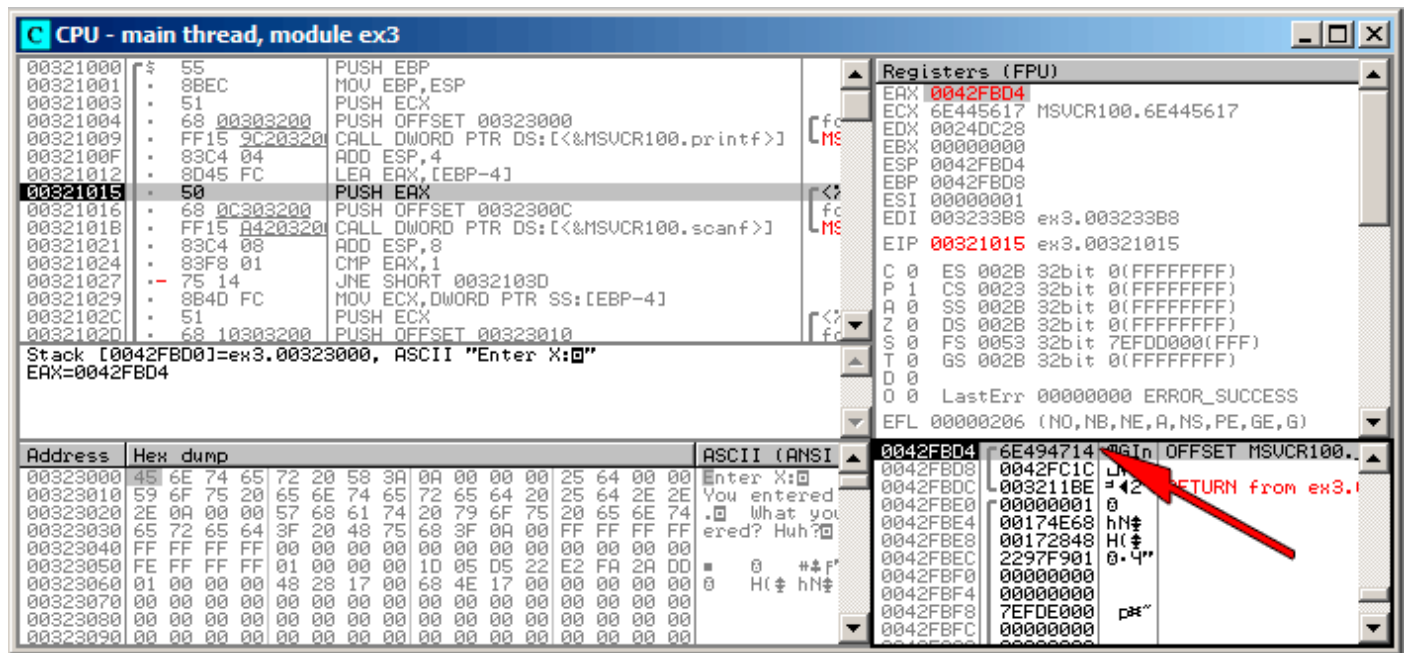 C CPU - main thread, module ex3
00321000 $ 55 PUSH EBP
00321001 . 8BEC MOV EBP,ESP
00321003 . 51 PUSH ECX
00321004 . 68 00303200 PUSH OFFSET 00323000
00321009 . FF15 9C203200 CALL DWORD PTR DS:[<&MSVCR100.printf>]
0032100F . 83C4 04 ADD ESP,4
00321012 . 8D45 FC LEA EAX,[EBP-4]
00321015 . 50 PUSH EAX
00321016 . 68 0C303200 PUSH OFFSET 0032300C
0032101B . FF15 A4203200 CALL DWORD PTR DS:[<&MSVCR100.scanf>]
00321021 . 83C4 08 ADD ESP,8
00321024 . 83F8 01 CMP EAX,1
00321027 .- 75 14 JNE SHORT 0032103D
00321029 . 8B4D FC MOV ECX,DWORD PTR SS:[EBP-4]
0032102C . 51 PUSH ECX
0032102D . 68 10303200 PUSH OFFSET 00323010
Stack [0042FBD0]=ex3.00323000, ASCII "Enter X:"
EAX=0042FBD4
Registers (FPU)
EAX 0042FBD4
ECX 6E445617 MSVCR100.6E445617
EDX 0024DC28
EBX 00000000
ESP 0042FBD4
EBP 0042FBD8
ESI 00000001
EDI 003233B8 ex3.003233B8
EIP 00321015 ex3.00321015
C 0 ES 002B 32bit 0(FFFFFFFF)
P 1 CS 0023 32bit 0(FFFFFFFF)
A 0 SS 002B 32bit 0(FFFFFFFF)
Z 0 DS 002B 32bit 0(FFFFFFFF)
S 0 FS 0053 32bit 7EFDD000(FFF)
T 0 GS 002B 32bit 0(FFFFFFFF)
D 0
O 0 LastErr 00000000 ERROR_SUCCESS
EFL 00000206 (NO,NB,NE,A,NS,PE,GE,G)
Address Hex dump ASCII (ANSI
00323000 45 6E 74 65 72 20 58 3A 0A 00 00 00 25 64 00 00 Enter X:
00323010 59 6F 75 20 65 6E 74 65 72 65 64 20 25 64 2E 2E You entered
00323020 2E 0A 00 00 57 68 61 74 20 79 6F 75 20 65 6E 74 . What you
00323030 65 72 65 64 3F 20 48 75 68 3F 0A 00 FF FF FF FF ered? Huh?
00323040 FF FF FF FF 00 00 00 00 00 00 00 00 00 00 00 00
00323050 FE FF FF FF 01 00 00 00 1D 05 D5 22 E2 FA 2A DD
00323060 01 00 00 00 48 28 17 00 68 4E 17 00 00 00 00 00 H( hN
00323070 00 00 00 00 00 00 00 00 00 00 00 00 00 00 00 00
00323080 00 00 00 00 00 00 00 00 00 00 00 00 00 00 00 00
00323090 00 00 00 00 00 00 00 00 00 00 00 00 00 00 00 00
0042FBD4 6E494714 GIn OFFSET MSVCR100.
0042FBD8 0042FC1C
0042FBDC 003211BE RETURN from ex3.
0042FBE0 00000001
0042FBE4 00174E68 hN
0042FBE8 00172848 H(
0042FBEC 2297F901
0042FBF0 00000000
0042FBF4 00000000
0042FBF8 7EFDE000
0042FBFC 00000000